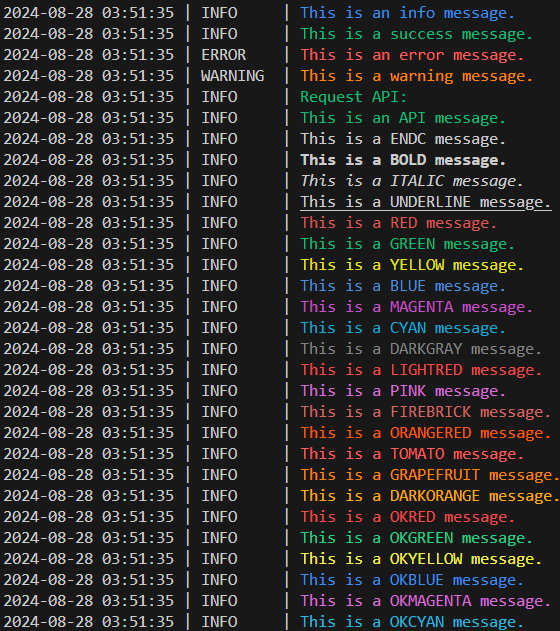 2024-08-28 03:51:35 | INFO     | This is an info message.
2024-08-28 03:51:35 | INFO     | This is a success message.
2024-08-28 03:51:35 | ERROR    | This is an error message.
2024-08-28 03:51:35 | WARNING  | This is a warning message.
2024-08-28 03:51:35 | INFO     | Request API:
2024-08-28 03:51:35 | INFO     | This is an API message.
2024-08-28 03:51:35 | INFO     | This is a ENDC message.
2024-08-28 03:51:35 | INFO     | This is a BOLD message.
2024-08-28 03:51:35 | INFO     | This is a ITALIC message.
2024-08-28 03:51:35 | INFO     | This is a UNDERLINE message.
2024-08-28 03:51:35 | INFO     | This is a RED message.
2024-08-28 03:51:35 | INFO     | This is a GREEN message.
2024-08-28 03:51:35 | INFO     | This is a YELLOW message.
2024-08-28 03:51:35 | INFO     | This is a BLUE message.
2024-08-28 03:51:35 | INFO     | This is a MAGENTA message.
2024-08-28 03:51:35 | INFO     | This is a CYAN message.
2024-08-28 03:51:35 | INFO     | This is a DARKGRAY message.
2024-08-28 03:51:35 | INFO     | This is a LIGHTRED message.
2024-08-28 03:51:35 | INFO     | This is a PINK message.
2024-08-28 03:51:35 | INFO     | This is a FIREBRICK message.
2024-08-28 03:51:35 | INFO     | This is a ORANGERED message.
2024-08-28 03:51:35 | INFO     | This is a TOMATO message.
2024-08-28 03:51:35 | INFO     | This is a GRAPEFRUIT message.
2024-08-28 03:51:35 | INFO     | This is a DARKORANGE message.
2024-08-28 03:51:35 | INFO     | This is a OKRED message.
2024-08-28 03:51:35 | INFO     | This is a OKGREEN message.
2024-08-28 03:51:35 | INFO     | This is a OKYELLOW message.
2024-08-28 03:51:35 | INFO     | This is a OKBLUE message.
2024-08-28 03:51:35 | INFO     | This is a OKMAGENTA message.
2024-08-28 03:51:35 | INFO     | This is a OKCYAN message.